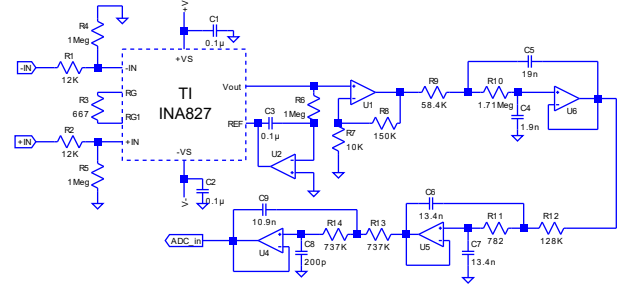 +V
R4
1Meg
C1
0.1µ
+VS
-IN
R1
12K
-IN
TI
INA827
RG
R3
667
RG1
Vout
REF
+IN
R2
12K
+IN
-VS
R5
1Meg
V-
C2
0.1µ
R6
1Meg
C3
0.1µ
U2
U1
R8
150K
R7
10K
R9
58.4K
C5
19n
R10
1.71Meg
C4
1.9n
U6
C9
10.9n
ADC_in
U4
R14
737K
C8
200p
R13
737K
C6
13.4n
U5
R11
782
C7
13.4n
R12
128K